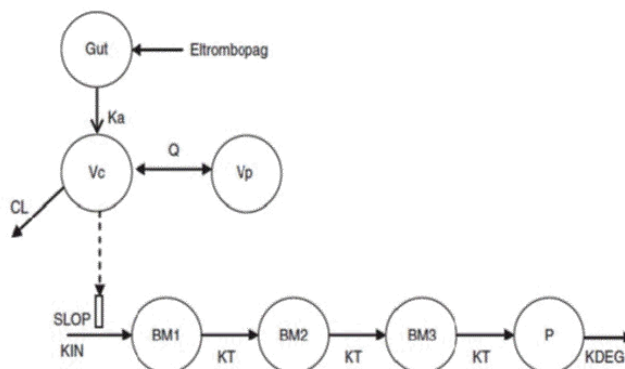 Gut
Eltrombopag
Ka
Q
Vc
Vp
CL
SLOP
KIN
BM1
BM2
BM3
P
KT
KT
KT
KDEG